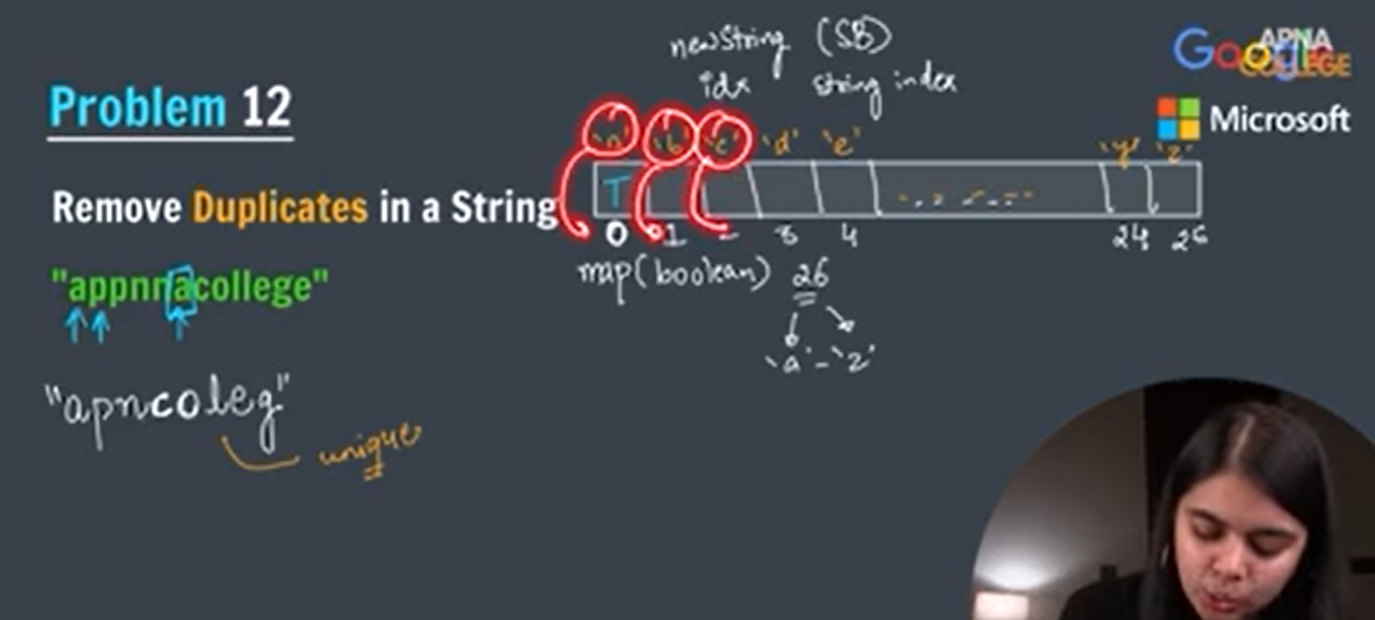 Problem 12
Remove Duplicates in a String
"appnnacollege"
"apncoleg"
unique
newString (SB)
idx string index
'a' 'b' 'c' 'd' 'e' 'y' 'z'
T
0 1 2 3 4 24 26
map(boolean) 26
'a' - 'z'
Google
APNA
COLLEGE
Microsoft